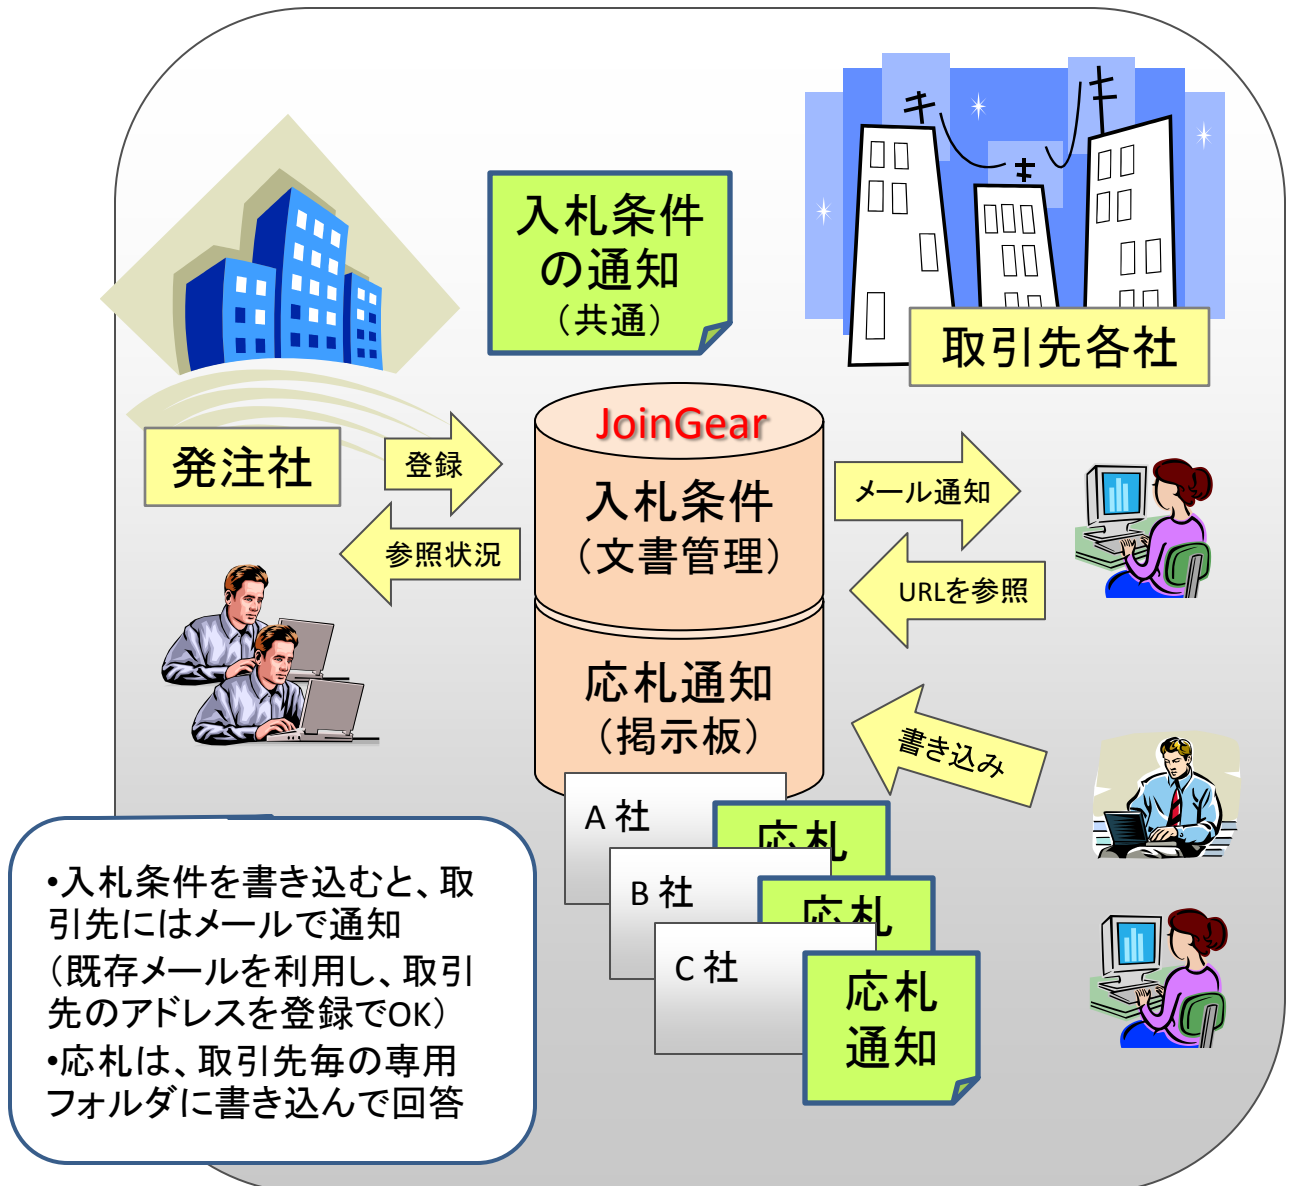 入札条件
の通知
（共通）
取引先各社
発注社
登録
参照状況
JoinGear
入札条件
（文書管理）
メール通知
URLを参照
応札通知
（掲示板）
書き込み
A 社
応札
B 社
応札
C 社
応札
通知
•入札条件を書き込むと、取
引先にはメールで通知
（既存メールを利用し、取引
先のアドレスを登録でOK）
•応札は、取引先毎の専用
フォルダに書き込んで回答